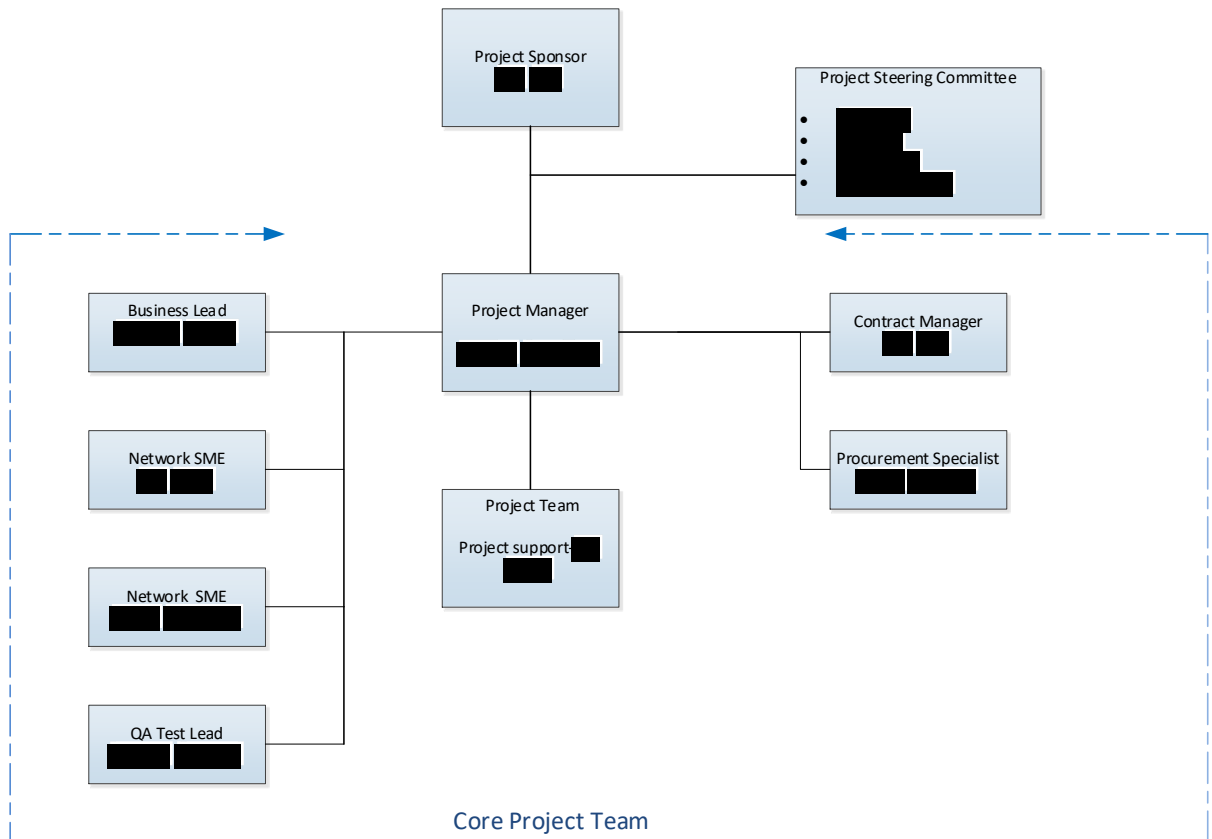 Project Sponsor
Project Steering Committee
Business Lead
Project Manager
Contract Manager
Network SME
Procurement Specialist
Project Team
Project support-
Network  SME
QA Test Lead
Core Project Team